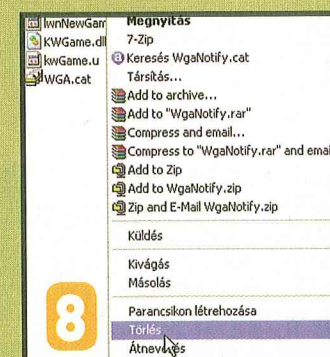 lwnNewGam
KWGame.dl
kwGame.u
WGA.cat
Megnyitás
7-Zip
Keresés WgaNotify.cat
Társítás...
Add to archive...
Add to "WgaNotify.rar"
Compress and email...
Compress to "WgaNotify.rar" and email
Add to Zip
Add to WgaNotify.zip
Zip and E-Mail WgaNotify.zip
Küldés
Kivágás
Másolás
Parancsikon létrehozása
Törlés
Átnevezés
8